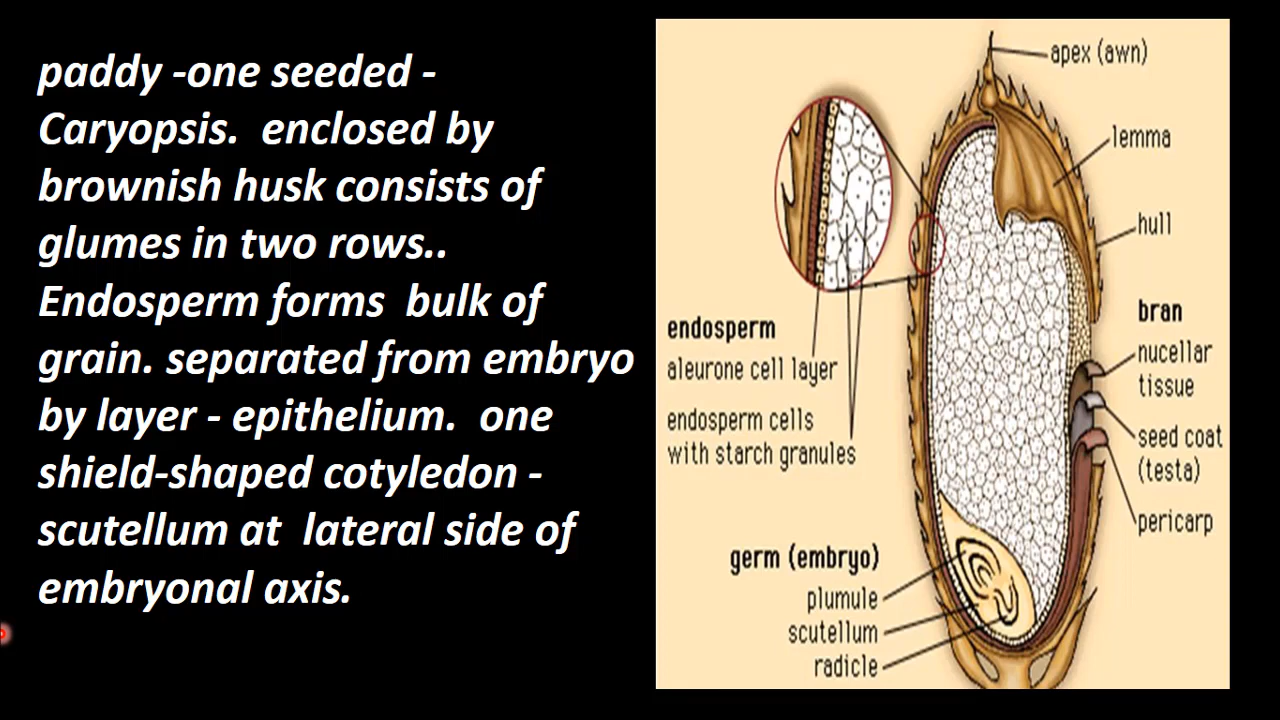 paddy -one seeded -
Caryopsis.  enclosed by
brownish husk consists of
glumes in two rows..
Endosperm forms  bulk of
grain. separated from embryo
by layer - epithelium.  one
shield-shaped cotyledon -
scutellum at  lateral side of
embryonal axis.
apex (awn)
lemma
hull
bran
nucellar
tissue
seed coat
(testa)
pericarp
endosperm
aleurone cell layer
endosperm cells
with starch granules
germ (embryo)
plumule
scutellum
radicle